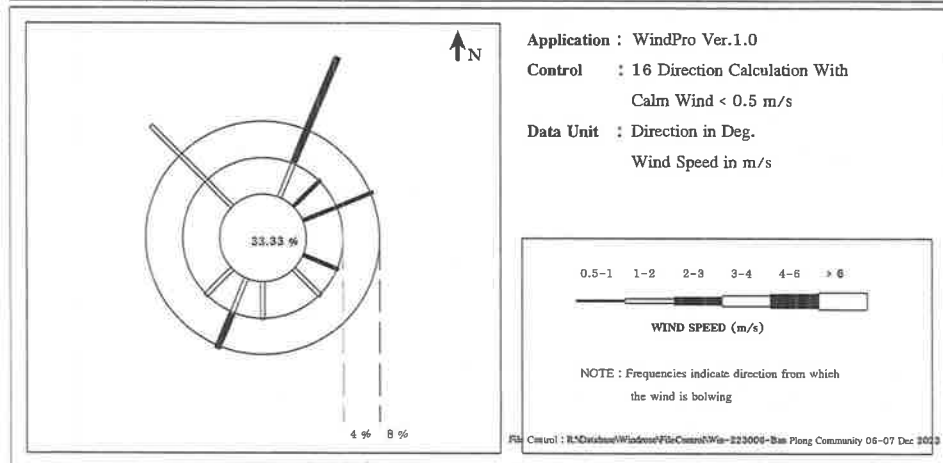 N
Application : WindPro Ver.1.0
Control : 16 Direction Calculation With
Calm Wind < 0.5 m/s
Data Unit : Direction in Deg.
Wind Speed in m/s
33.33 %
4 % 8 %
0.5-1 1-2 2-3 3-4 4-6 > 6
WIND SPEED (m/s)
NOTE : Frequencies indicate direction from which
the wind is bolwing
File Control : R:\Database\Windrose\FileControl\Win-223006-Ban Plong Community 06-07 Dec 2023